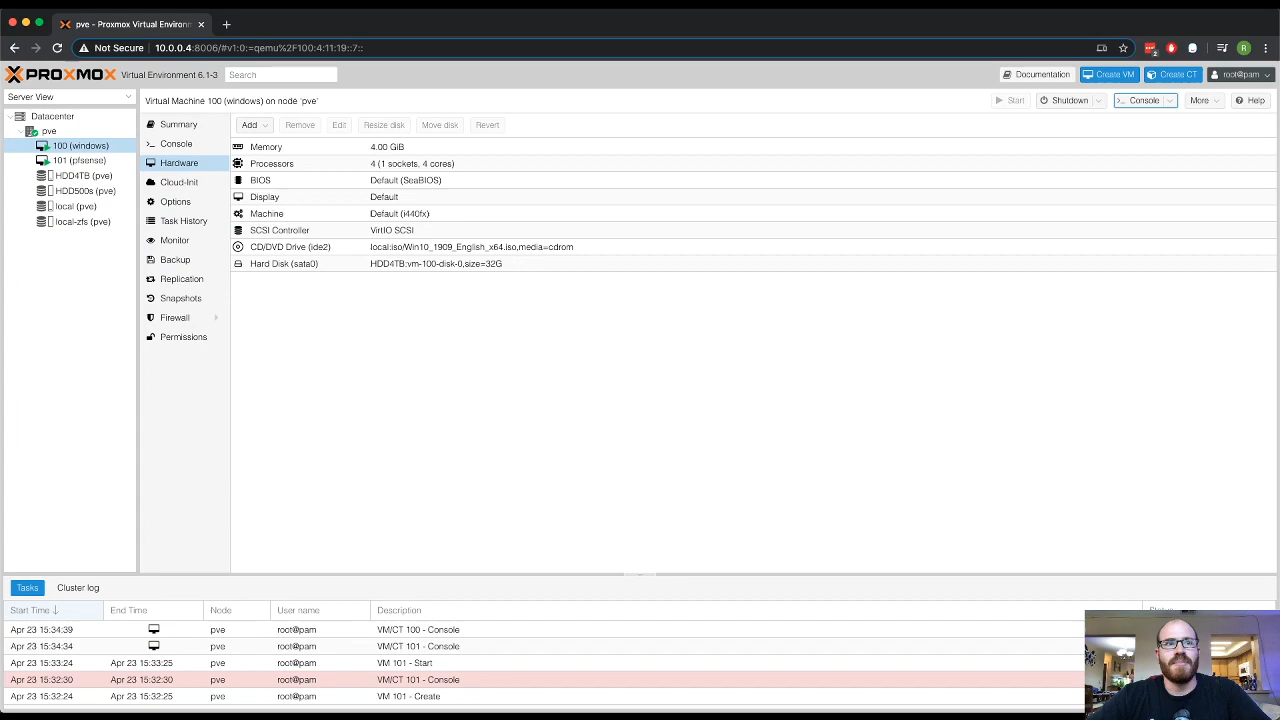 pve - Proxmox Virtual Environm
Not Secure 10.0.0.4:8006/#v1:0:=qemu%2F100:4:11:19::7::
2
R
PROXMOX Virtual Environment 6.1-3 Search Documentation Create VM Create CT root@pam
Server View
Virtual Machine 100 (windows) on node 'pve' Start Shutdown Console More Help
Datacenter
pve
100 (windows)
101 (pfsense)
HDD4TB (pve)
HDD500s (pve)
local (pve)
local-zfs (pve)
Summary
Console
Hardware
Cloud-Init
Options
Task History
Monitor
Backup
Replication
Snapshots
Firewall
Permissions
Add Remove Edit Resize disk Move disk Revert
Memory 4.00 GiB
Processors 4 (1 sockets, 4 cores)
BIOS Default (SeaBIOS)
Display Default
Machine Default (i440fx)
SCSI Controller VirtIO SCSI
CD/DVD Drive (ide2) local:iso/Win10_1909_English_x64.iso,media=cdrom
Hard Disk (sata0) HDD4TB:vm-100-disk-0,size=32G
Tasks Cluster log
Start Time End Time Node User name Description Status
Apr 23 15:34:39 pve root@pam VM/CT 100 - Console
Apr 23 15:34:34 pve root@pam VM/CT 101 - Console
Apr 23 15:33:24 Apr 23 15:33:25 pve root@pam VM 101 - Start
Apr 23 15:32:30 Apr 23 15:32:30 pve root@pam VM/CT 101 - Console
Apr 23 15:32:24 Apr 23 15:32:25 pve root@pam VM 101 - Create